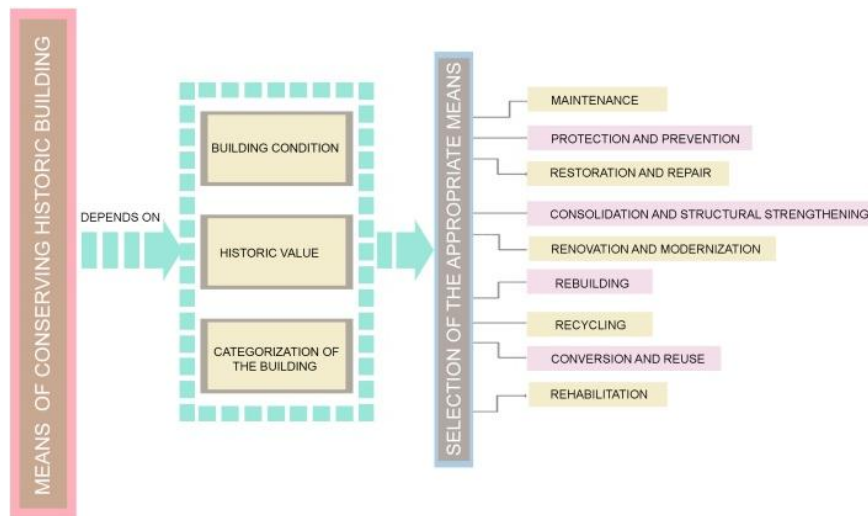 MEANS OF CONSERVING HISTORIC BUILDING
DEPENDS ON
BUILDING CONDITION
HISTORIC VALUE
CATEGORIZATION OF
THE BUILDING
SELECTION OF THE APPROPRIATE MEANS
MAINTENANCE
PROTECTION AND PREVENTION
RESTORATION AND REPAIR
CONSOLIDATION AND STRUCTURAL STRENGTHENING
RENOVATION AND MODERNIZATION
REBUILDING
RECYCLING
CONVERSION AND REUSE
REHABILITATION